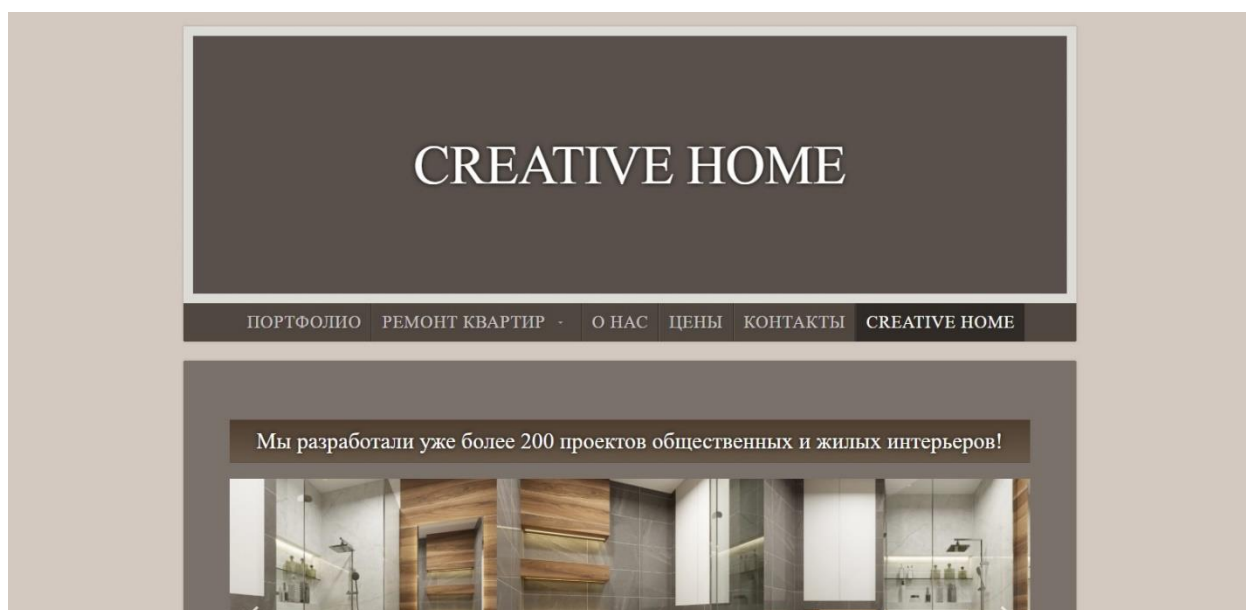 CREATIVE HOME
ПОРТФОЛИО РЕМОНТ КВАРТИР - О НАС ЦЕНЫ КОНТАКТЫ CREATIVE HOME
Мы разработали уже более 200 проектов общественных и жилых интерьеров!